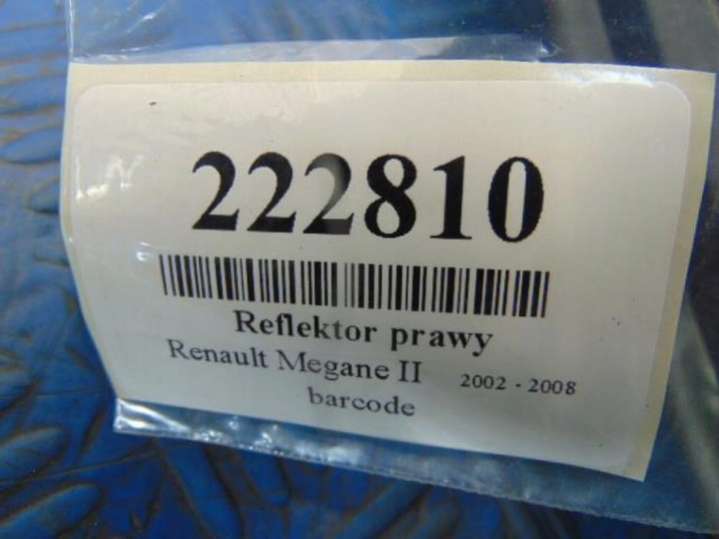 222810
Reflektor prawy
Renault Megane II 2002 - 2008
barcode